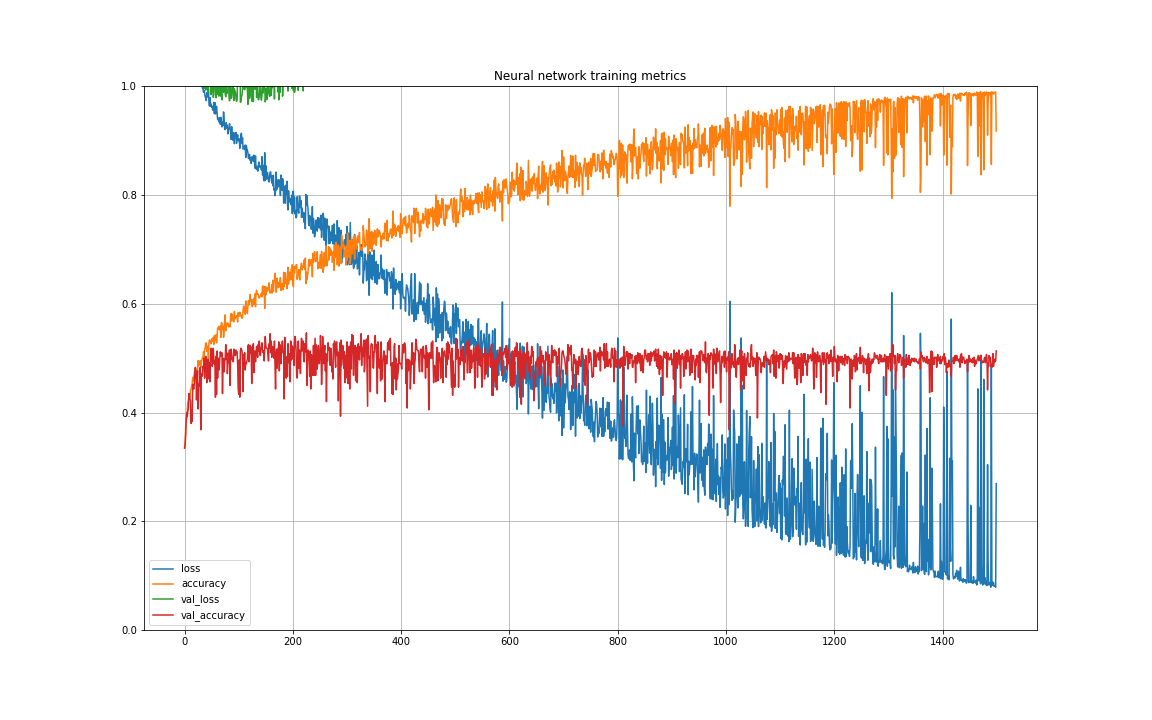 Neural network training metrics
1.0
0.8
0.6
0.4
0.2
0.0
loss
accuracy
val_loss
val_accuracy
0 200 400 600 800 1000 1200 1400